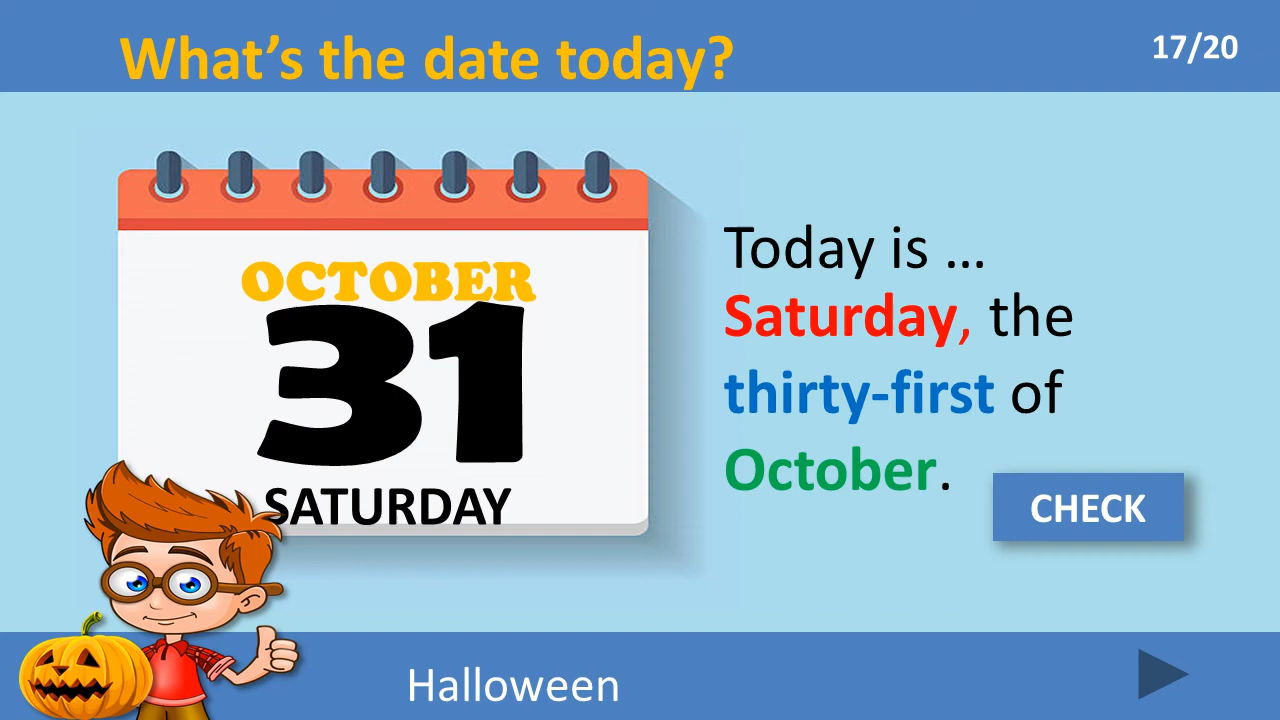 What’s the date today?
17/20
OCTOBER
31
SATURDAY
Today is …
Saturday, the
thirty-first of
October.
CHECK
Halloween